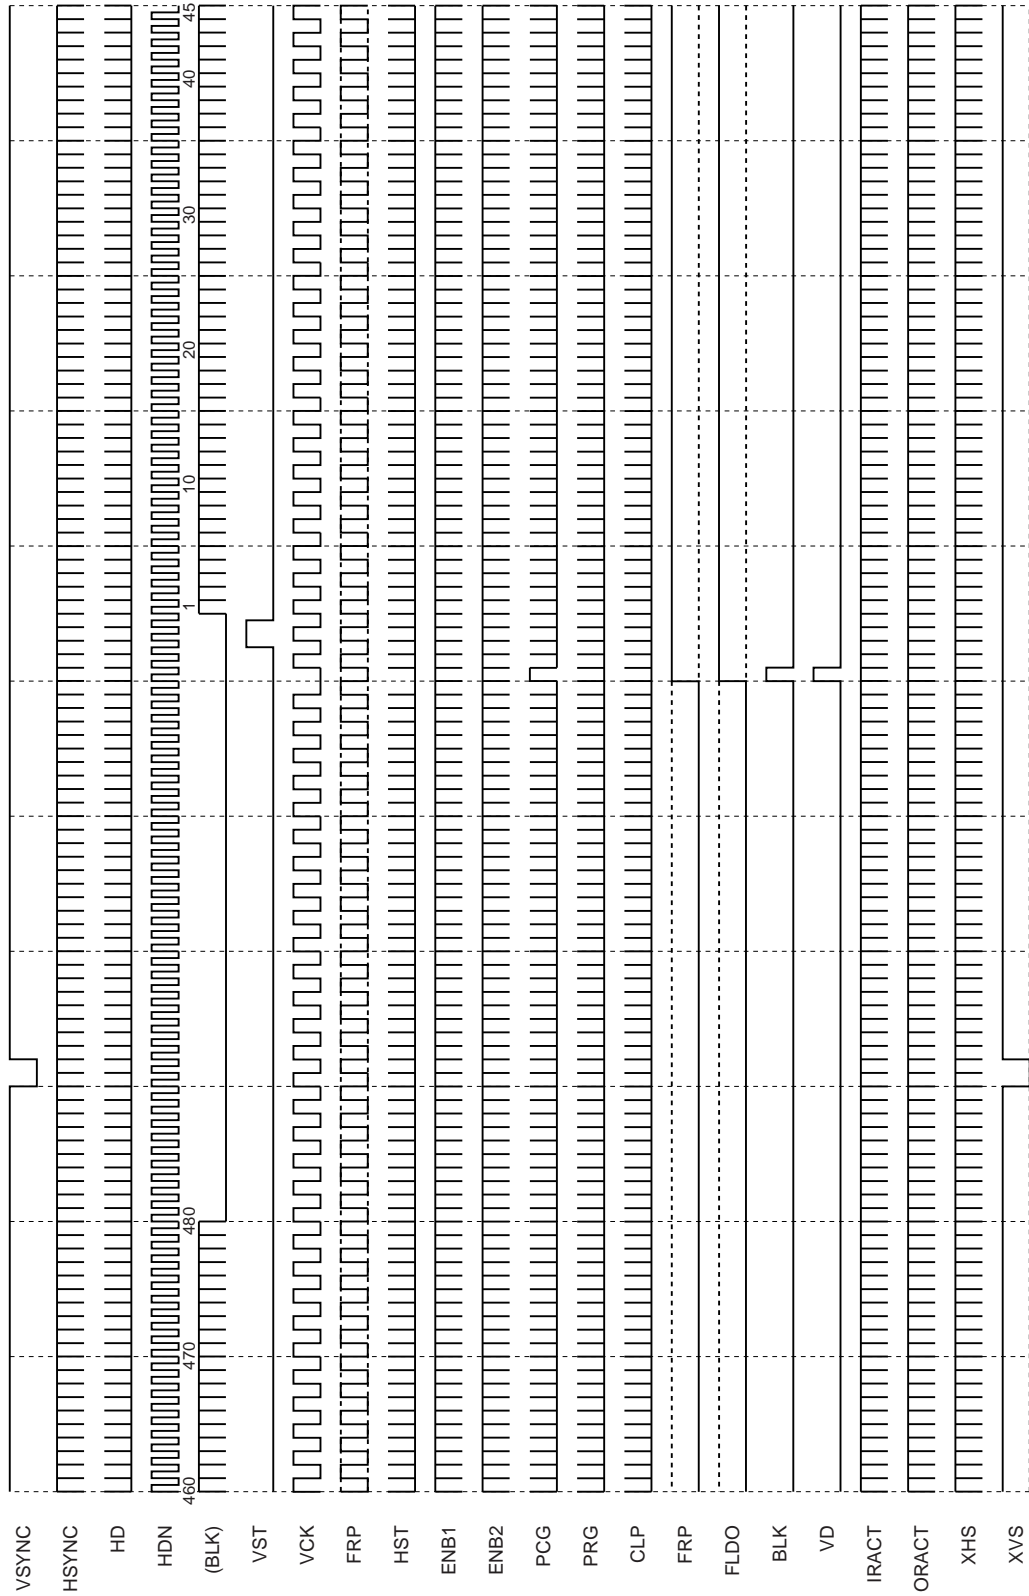 VSYNC
HSYNC
HD
HDN
460 470 480 1 10 20 30 40 45
(BLK)
VST
VCK
FRP
HST
ENB1
ENB2
PCG
PRG
CLP
FRP
FLDO
BLK
VD
IRACT
ORACT
XHS
XVS